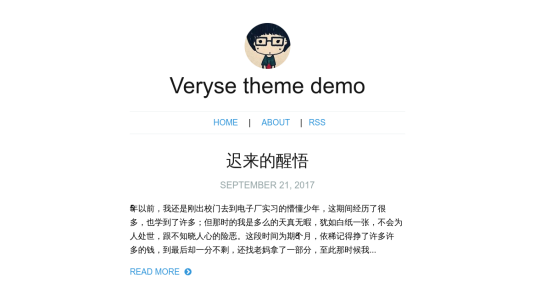 Veryse theme demo
HOME | ABOUT | RSS
迟来的醒悟
SEPTEMBER 21, 2017
5年以前，我还是刚出校门去到电子厂实习的懵懂少年，这期间经历了很
多，也学到了许多；但那时的我是多么的天真无暇，犹如白纸一张，不会为
人处世，跟不知晓人心的险恶。这段时间为期8个月，依稀记得挣了许多许
多的钱，到最后却一分不剩，还找老妈拿了一部分，至此那时候我...
READ MORE